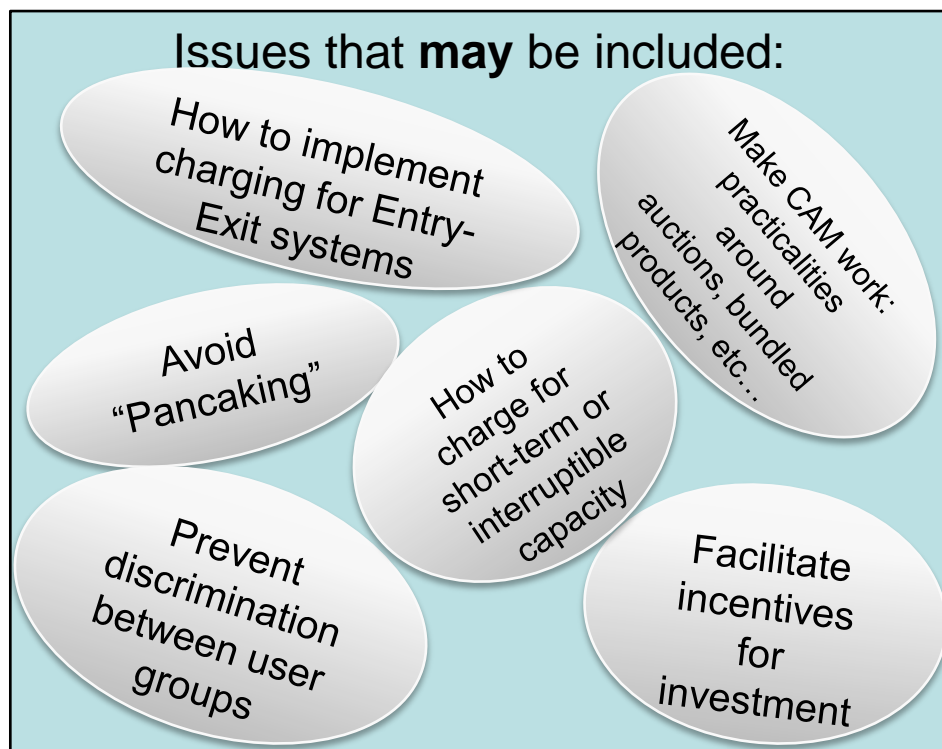 Issues that may be included:
How to implement
charging for Entry-
Exit systems
Make CAM work:
practicalities
around
auctions, bundled
products, etc…
Avoid
“Pancaking”
How to
charge for
short-term or
interruptible
capacity
Prevent
discrimination
between user
groups
Facilitate
incentives
for
investment